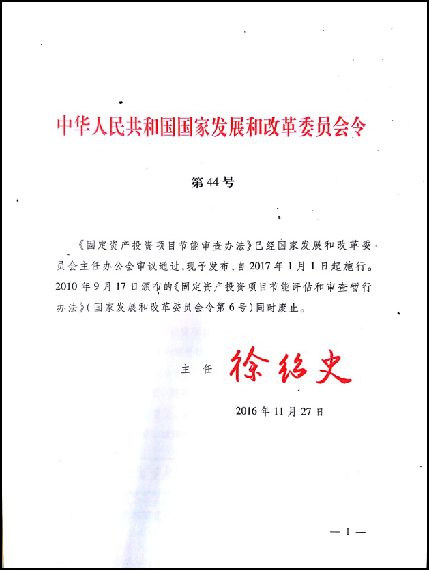 中华人民共和国国家发展和改革委员会令
第44号
《固定资产投资项目节能审查办法》已经国家发展和改革委
员会主任办公会审议通过,现予发布,自2017年1月1日起施行。
2010年9月17日颁布的《固定资产投资项目节能评估和审查暂行
办法》(国家发展和改革委员会令第6号)同时废止。
主 任 徐绍史
2016年11月27日
— 1 —